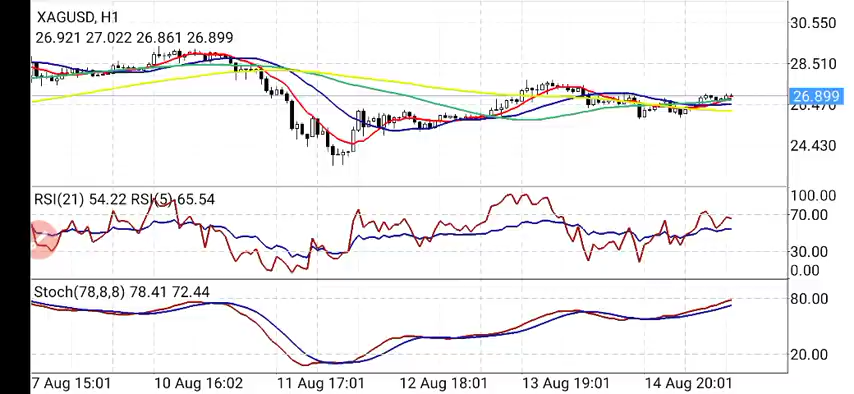 XAGUSD, H1
26.921 27.022 26.861 26.899
30.550
28.510
26.899
26.470
24.430
RSI(21) 54.22 RSI(5) 65.54
100.00
70.00
30.00
0.00
Stoch(78,8,8) 78.41 72.44
80.00
20.00
7 Aug 15:01 10 Aug 16:02 11 Aug 17:01 12 Aug 18:01 13 Aug 19:01 14 Aug 20:01